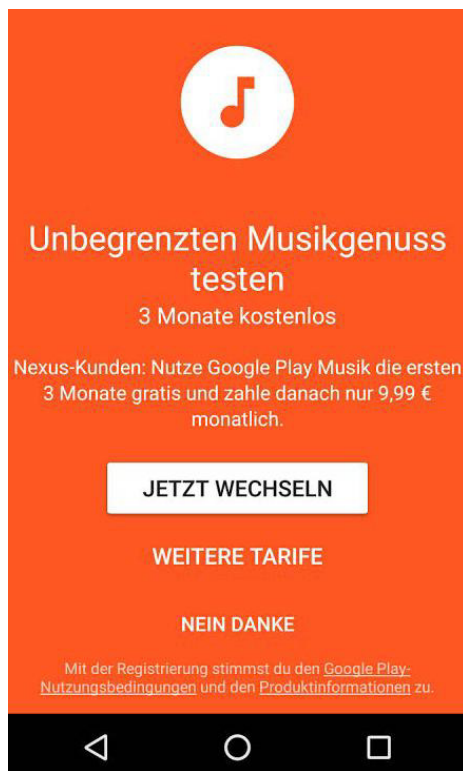 Unbegrenzten Musikgenuss
testen
3 Monate kostenlos
Nexus-Kunden: Nutze Google Play Musik die ersten
3 Monate gratis und zahle danach nur 9,99 €
monatlich.
JETZT WECHSELN
WEITERE TARIFE
NEIN DANKE
Mit der Registrierung stimmst du den Google Play-
Nutzungsbedingungen und den Produktinformationen zu.